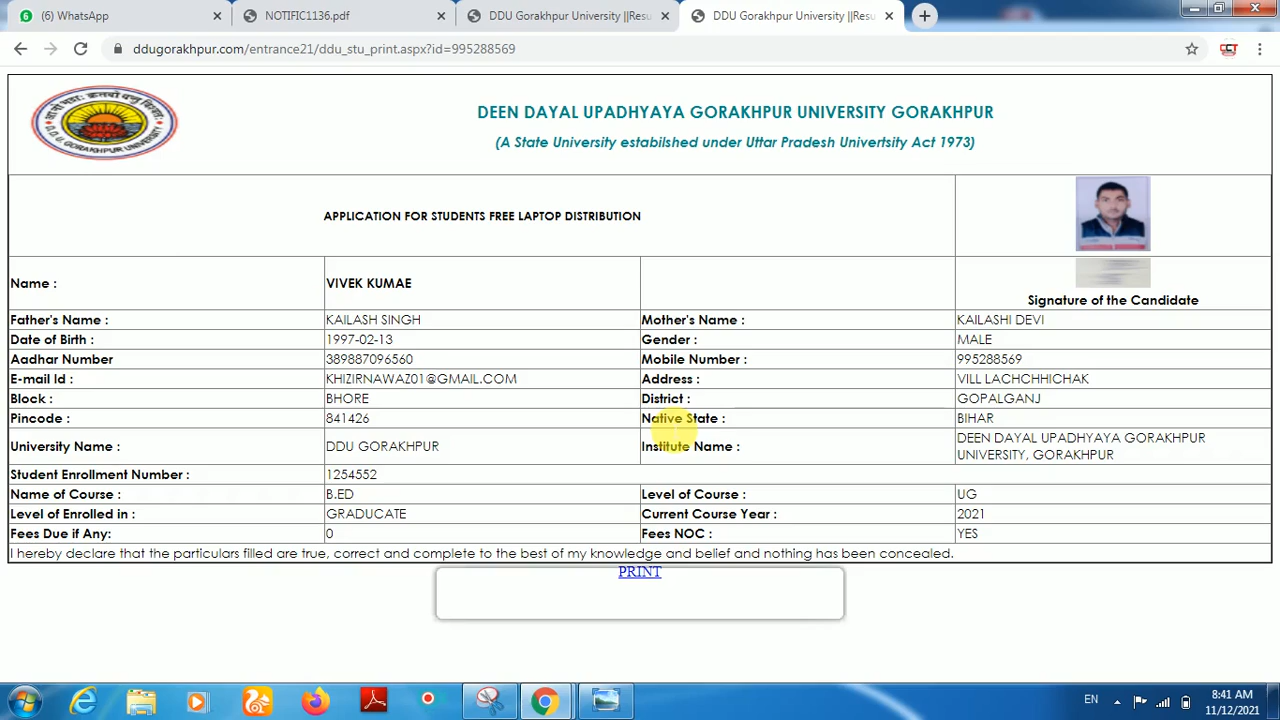 (6) WhatsApp
NOTIFIC1136.pdf
DDU Gorakhpur University ||Resu
DDU Gorakhpur University ||Resu
ddugorakhpur.com/entrance21/ddu_stu_print.aspx?id=995288569
CCT
DEEN DAYAL UPADHYAYA GORAKHPUR UNIVERSITY GORAKHPUR
(A State University estabilshed under Uttar Pradesh Univertsity Act 1973)
APPLICATION FOR STUDENTS FREE LAPTOP DISTRIBUTION
Name : VIVEK KUMAE
Signature of the Candidate
Father's Name : KAILASH SINGH Mother's Name : KAILASHI DEVI
Date of Birth : 1997-02-13 Gender : MALE
Aadhar Number 389887096560 Mobile Number : 995288569
E-mail Id : KHIZIRNAWAZ01@GMAIL.COM Address : VILL LACHCHHICHAK
Block : BHORE District : GOPALGANJ
Pincode : 841426 Native State : BIHAR
University Name : DDU GORAKHPUR Institute Name : DEEN DAYAL UPADHYAYA GORAKHPUR
UNIVERSITY, GORAKHPUR
Student Enrollment Number : 1254552
Name of Course : B.ED Level of Course : UG
Level of Enrolled in : GRADUCATE Current Course Year : 2021
Fees Due if Any: 0 Fees NOC : YES
I hereby declare that the particulars filled are true, correct and complete to the best of my knowledge and belief and nothing has been concealed.
PRINT
EN
8:41 AM
11/12/2021